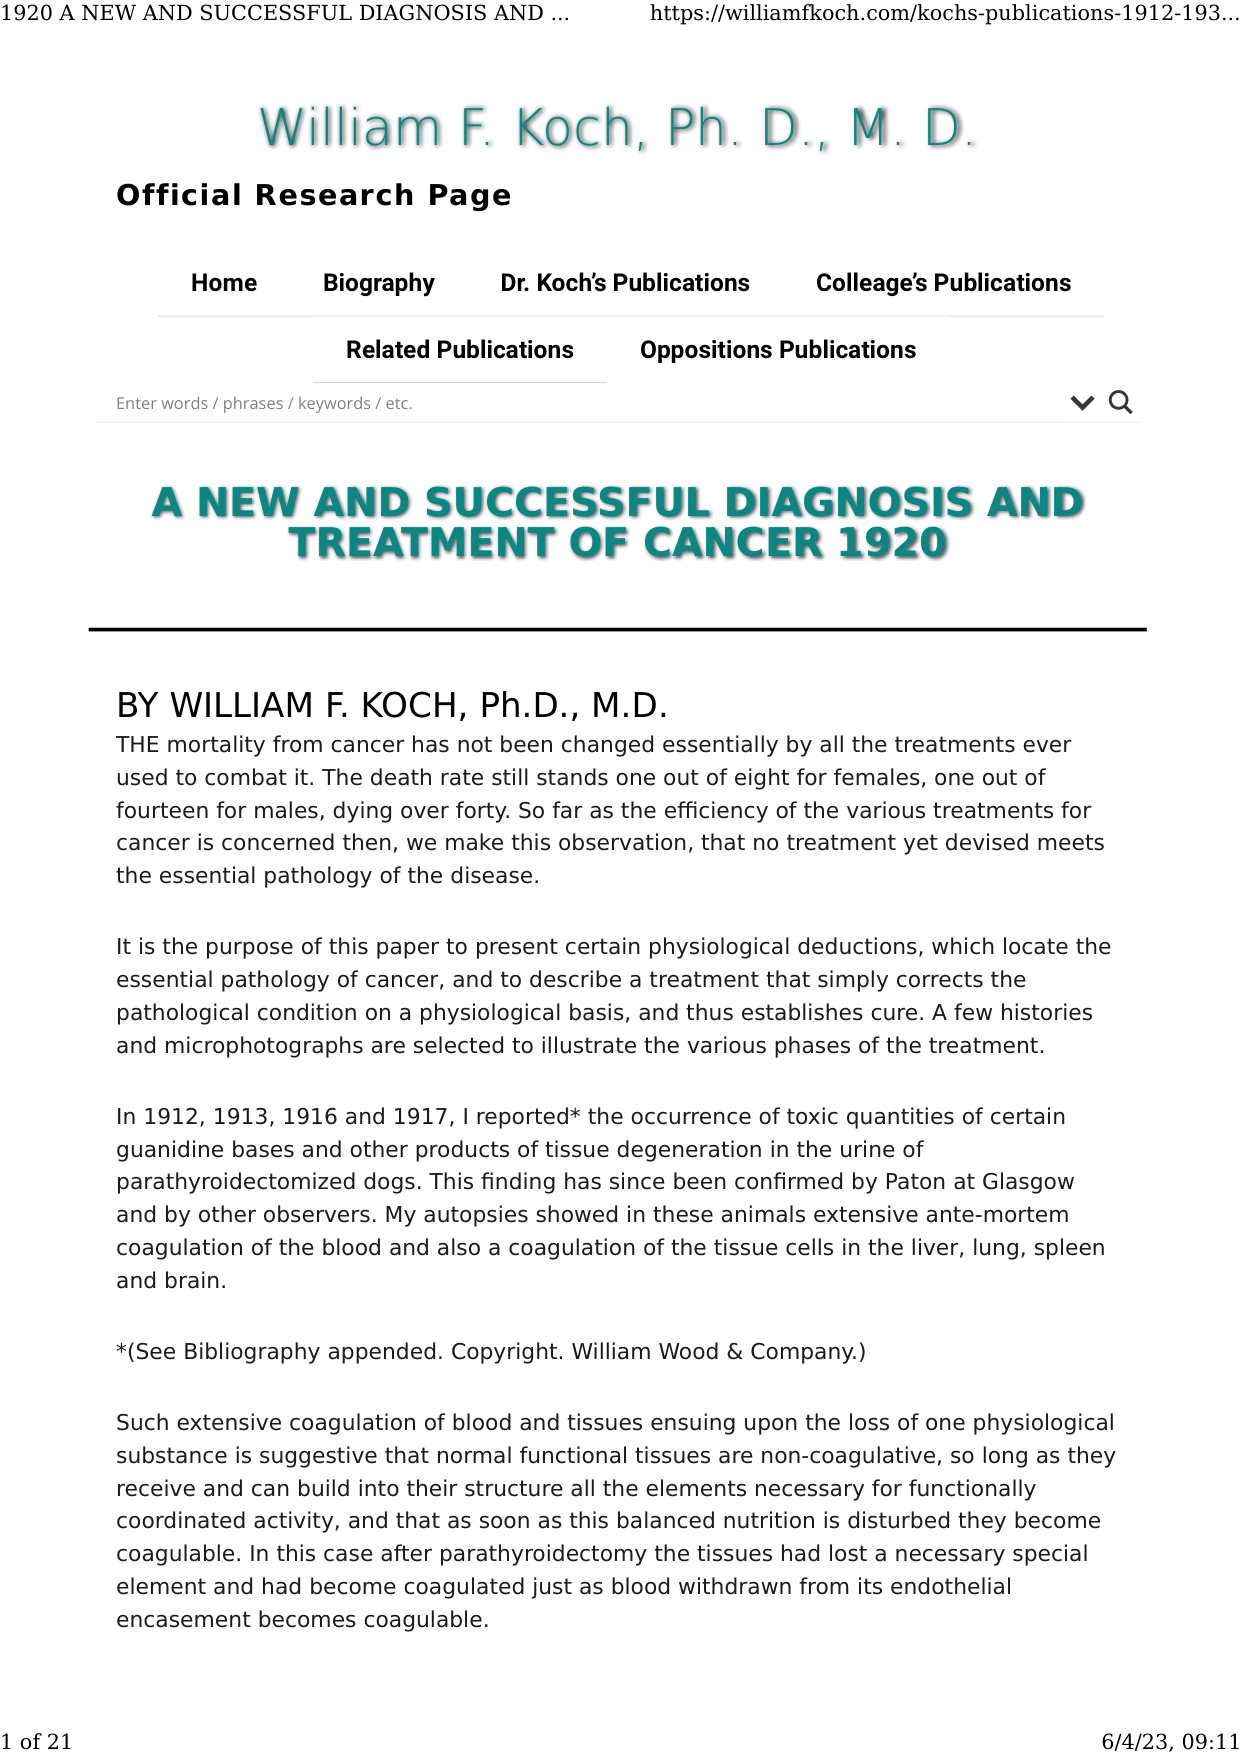 1920 A NEW AND SUCCESSFUL DIAGNOSIS AND ... https://williamfkoch.com/kochs-publications-1912-193...
William F. Koch, Ph. D., M. D.
Official Research Page
Home Biography Dr. Koch’s Publications Colleage’s Publications
Related Publications Oppositions Publications
Enter words / phrases / keywords / etc.
A NEW AND SUCCESSFUL DIAGNOSIS AND
TREATMENT OF CANCER 1920
BY WILLIAM F. KOCH, Ph.D., M.D.
THE mortality from cancer has not been changed essentially by all the treatments ever
used to combat it. The death rate still stands one out of eight for females, one out of
fourteen for males, dying over forty. So far as the efficiency of the various treatments for
cancer is concerned then, we make this observation, that no treatment yet devised meets
the essential pathology of the disease.
It is the purpose of this paper to present certain physiological deductions, which locate the
essential pathology of cancer, and to describe a treatment that simply corrects the
pathological condition on a physiological basis, and thus establishes cure. A few histories
and microphotographs are selected to illustrate the various phases of the treatment.
In 1912, 1913, 1916 and 1917, I reported* the occurrence of toxic quantities of certain
guanidine bases and other products of tissue degeneration in the urine of
parathyroidectomized dogs. This finding has since been confirmed by Paton at Glasgow
and by other observers. My autopsies showed in these animals extensive ante-mortem
coagulation of the blood and also a coagulation of the tissue cells in the liver, lung, spleen
and brain.
*(See Bibliography appended. Copyright. William Wood & Company.)
Such extensive coagulation of blood and tissues ensuing upon the loss of one physiological
substance is suggestive that normal functional tissues are non-coagulative, so long as they
receive and can build into their structure all the elements necessary for functionally
coordinated activity, and that as soon as this balanced nutrition is disturbed they become
coagulable. In this case after parathyroidectomy the tissues had lost a necessary special
element and had become coagulated just as blood withdrawn from its endothelial
encasement becomes coagulable.
1 of 21 6/4/23, 09:11